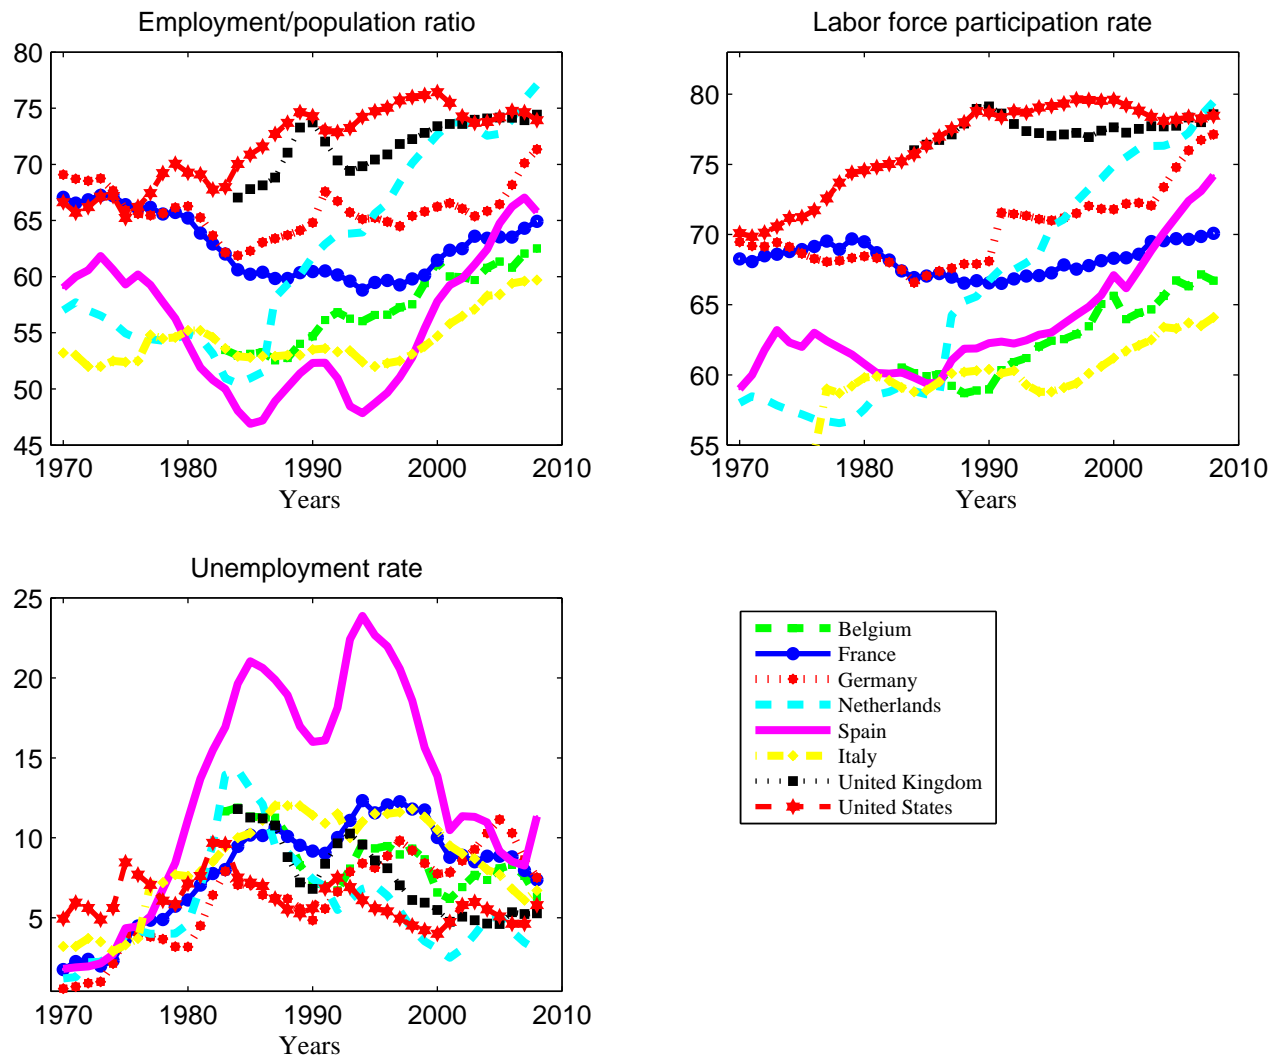 Employment/population ratio
80
75
70
65
60
55
50
45
1970 1980 1990 2000 2010
Years
Labor force participation rate
80
75
70
65
60
55
1970 1980 1990 2000 2010
Years
Unemployment rate
25
20
15
10
5
1970 1980 1990 2000 2010
Years
Belgium
France
Germany
Netherlands
Spain
Italy
United Kingdom
United States